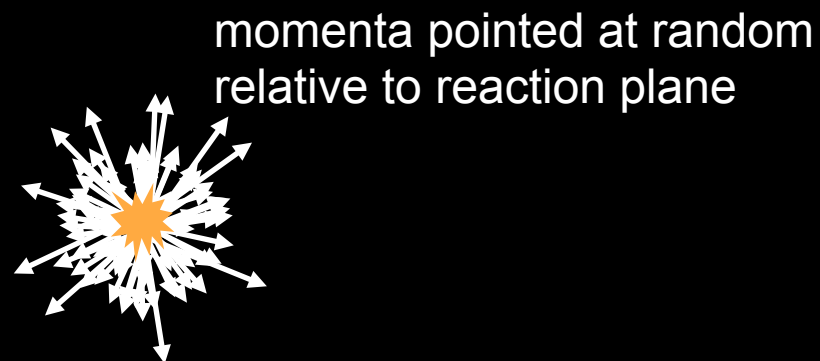 momenta pointed at random
relative to reaction plane